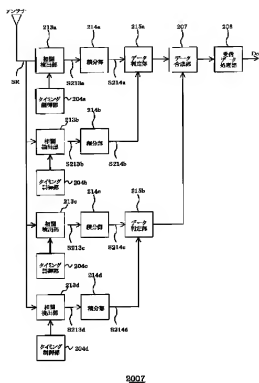 アンテナ
213a
214a
215a
207
208
相関検出部
積分部
データ判定部
データ合成部
受信データ処理部
Do
SR
S213a
S214a
タイミング制御部
204a
213b
214b
相関検出部
積分部
S213b
S214b
タイミング制御部
204b
213c
214c
215b
相関検出部
積分部
データ判定部
S213c
S214c
タイミング制御部
204c
213d
214d
相関検出部
積分部
S213d
S214d
タイミング制御部
204d
2007